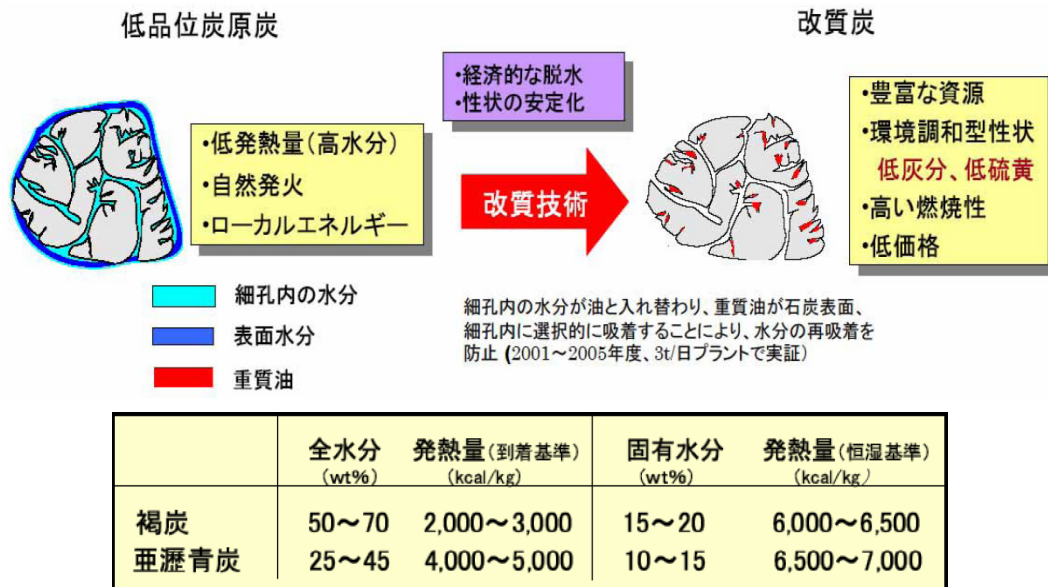 低品位炭原炭
改質炭
・経済的な脱水
・性状の安定化
・低発熱量(高水分)
・自然発火
・ローカルエネルギー
改質技術
・豊富な資源
・環境調和型性状
低灰分、低硫黄
・高い燃焼性
・低価格
細孔内の水分
表面水分
重質油
細孔内の水分が油と入れ替わり、重質油が石炭表面、
細孔内に選択的に吸着することにより、水分の再吸着を
防止 (2001~2005年度、3t/日プラントで実証)
全水分 発熱量(到着基準) 固有水分 発熱量(恒湿基準)
(wt%) (kcal/kg) (wt%) (kcal/kg)
褐炭 50~70 2,000~3,000 15~20 6,000~6,500
亜瀝青炭 25~45 4,000~5,000 10~15 6,500~7,000